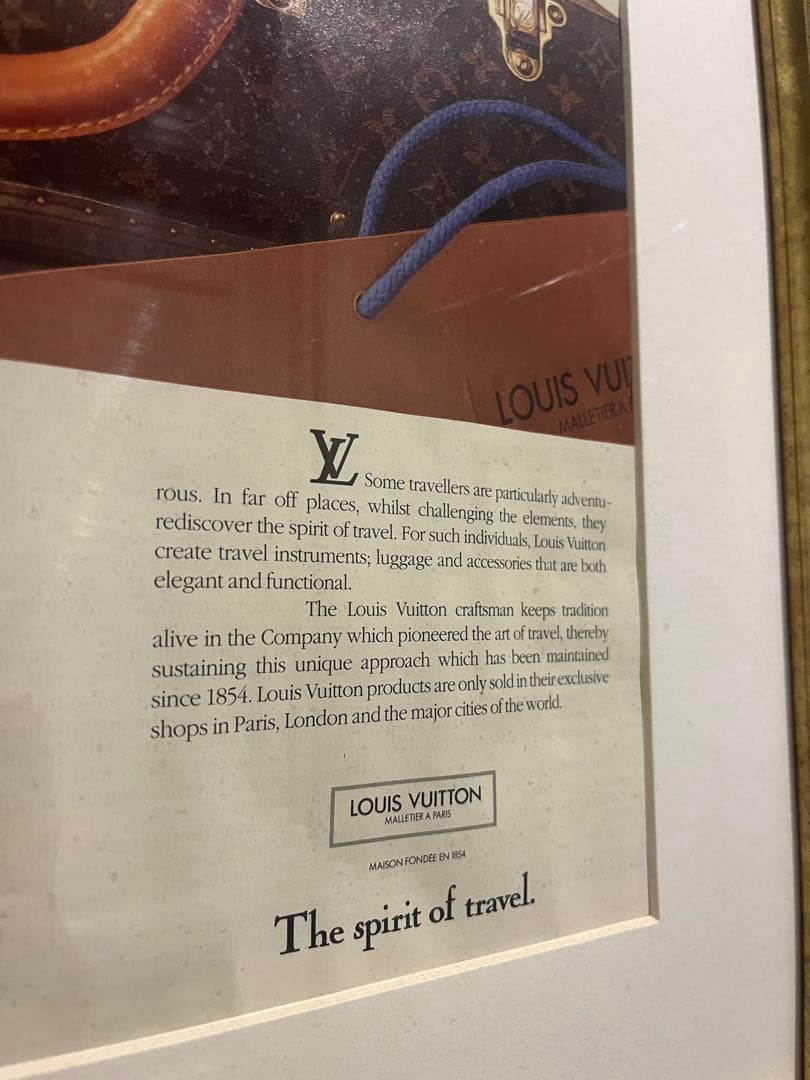 LOUIS VUIT
MALLETIER A
LV Some travellers are particularly adventu-
rous. In far off places, whilst challenging the elements, they
rediscover the spirit of travel. For such individuals, Louis Vuitton
create travel instruments; luggage and accessories that are both
elegant and functional.
The Louis Vuitton craftsman keeps tradition
alive in the Company which pioneered the art of travel, thereby
sustaining this unique approach which has been maintained
since 1854. Louis Vuitton products are only sold in their exclusive
shops in Paris, London and the major cities of the world.
LOUIS VUITTON
MALLETIER A PARIS
MAISON FONDÉE EN 1854
The spirit of travel.